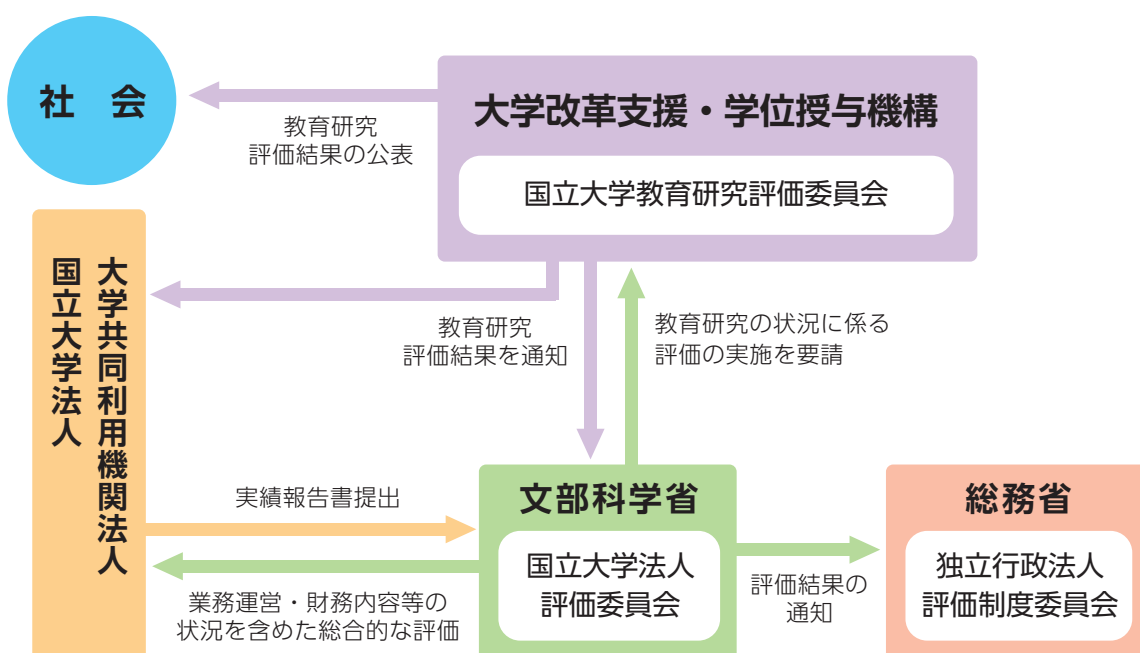 社 会
大学改革支援・学位授与機構
国立大学教育研究評価委員会
教育研究
評価結果の公表
大学共同利用機関法人
国立大学法人
教育研究
評価結果を通知
教育研究の状況に係る
評価の実施を要請
実績報告書提出
業務運営・財務内容等の
状況を含めた総合的な評価
文部科学省
国立大学法人
評価委員会
評価結果の
通知
総務省
独立行政法人
評価制度委員会